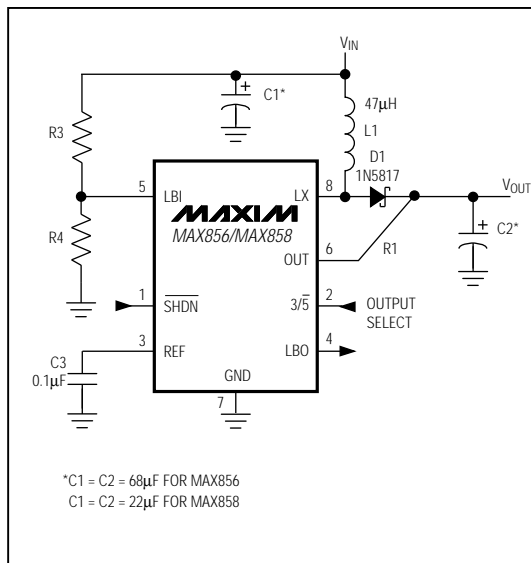 VIN
C1*
47μH
L1
R3
D1
1N5817
5
LBI
LX
8
VOUT
MAXIM
MAX856/MAX858
C2*
R4
OUT
6
R1
1
SHDN
3/5
2
OUTPUT
SELECT
3
REF
LBO
4
C3
0.1μF
GND
7
*C1 = C2 = 68μF FOR MAX856
C1 = C2 = 22μF FOR MAX858